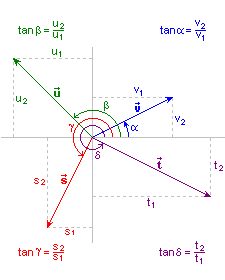 tan β = u₂/u₁
tan α = v₂/v₁
u₁
v₁
u⃗
v⃗
u₂
β
v₂
γ
α
δ
s₂
s⃗
t⃗
t₂
t₁
s₁
tan γ = s₂/s₁
tan δ = t₂/t₁